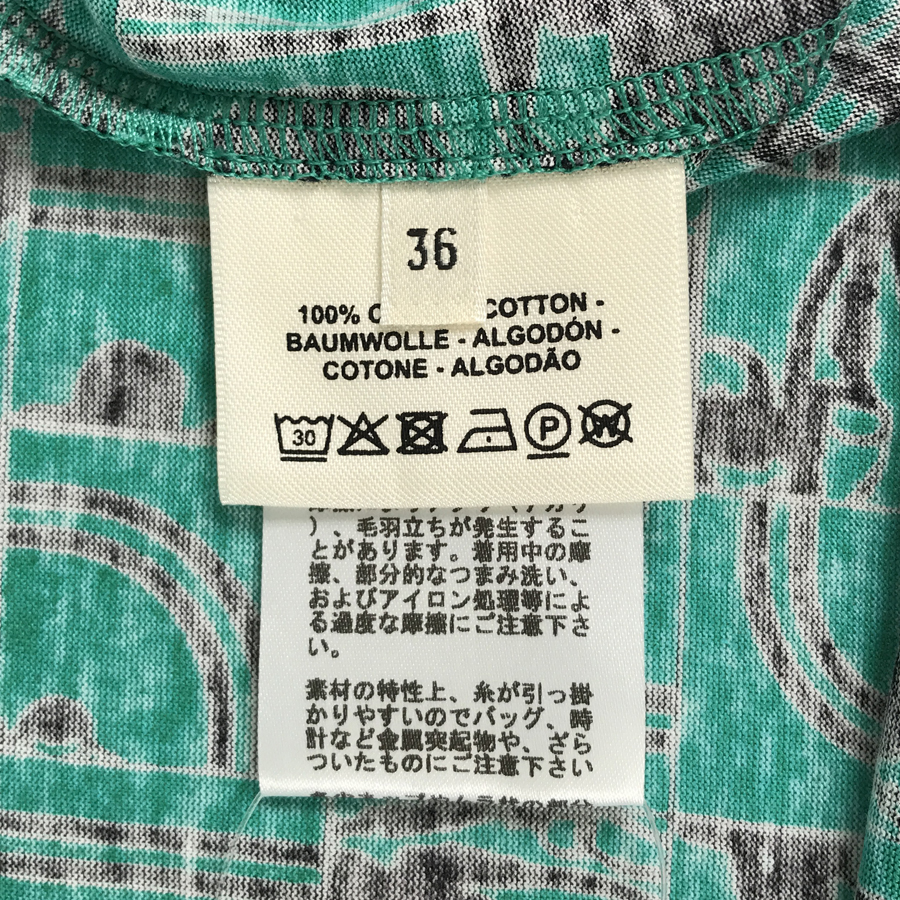 36
100% COTTON -
BAUMWOLLE - ALGODÓN -
COTONE - ALGODÃO
30
P
W
)、毛羽立ちが発生するこ
とがあります。着用中の摩
擦、部分的なつまみ洗い、
およびアイロン処理等によ
る過度な摩擦にご注意下さ
い。
素材の特性上、糸が引っ掛
かりやすいのでバッグ、時
計など金属突起物や、ざら
ついたものにご注意下さい